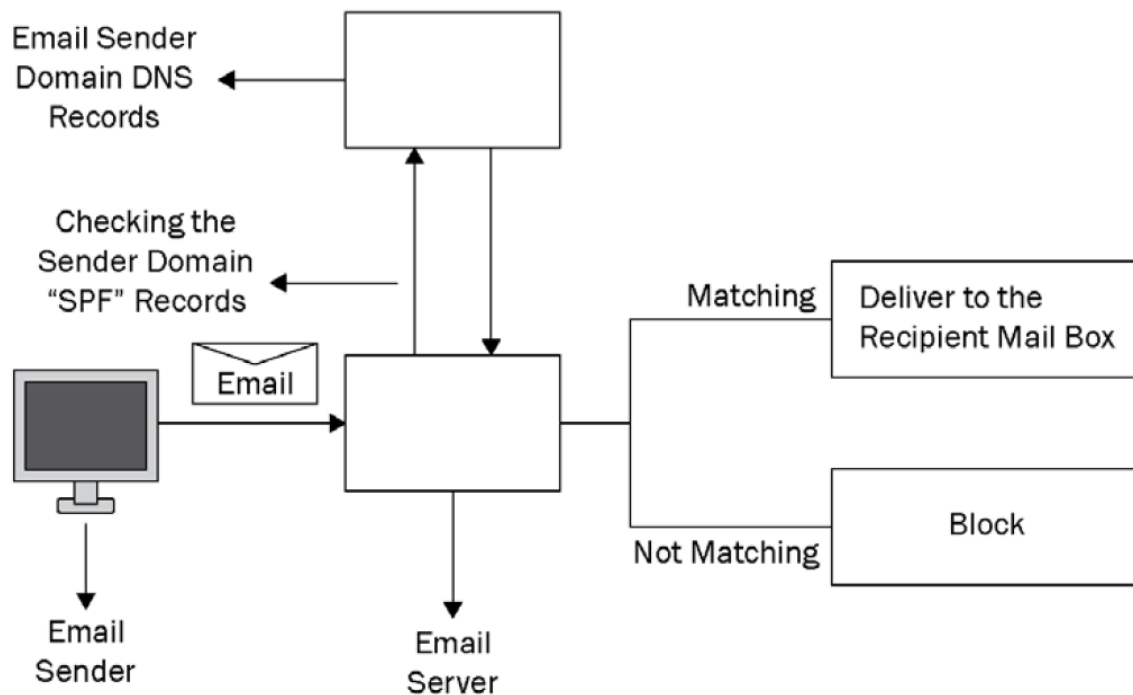 Email Sender
Domain DNS
Records
Checking the
Sender Domain
“SPF” Records
Email
Matching
Deliver to the
Recipient Mail Box
Not Matching
Block
Email
Sender
Email
Server